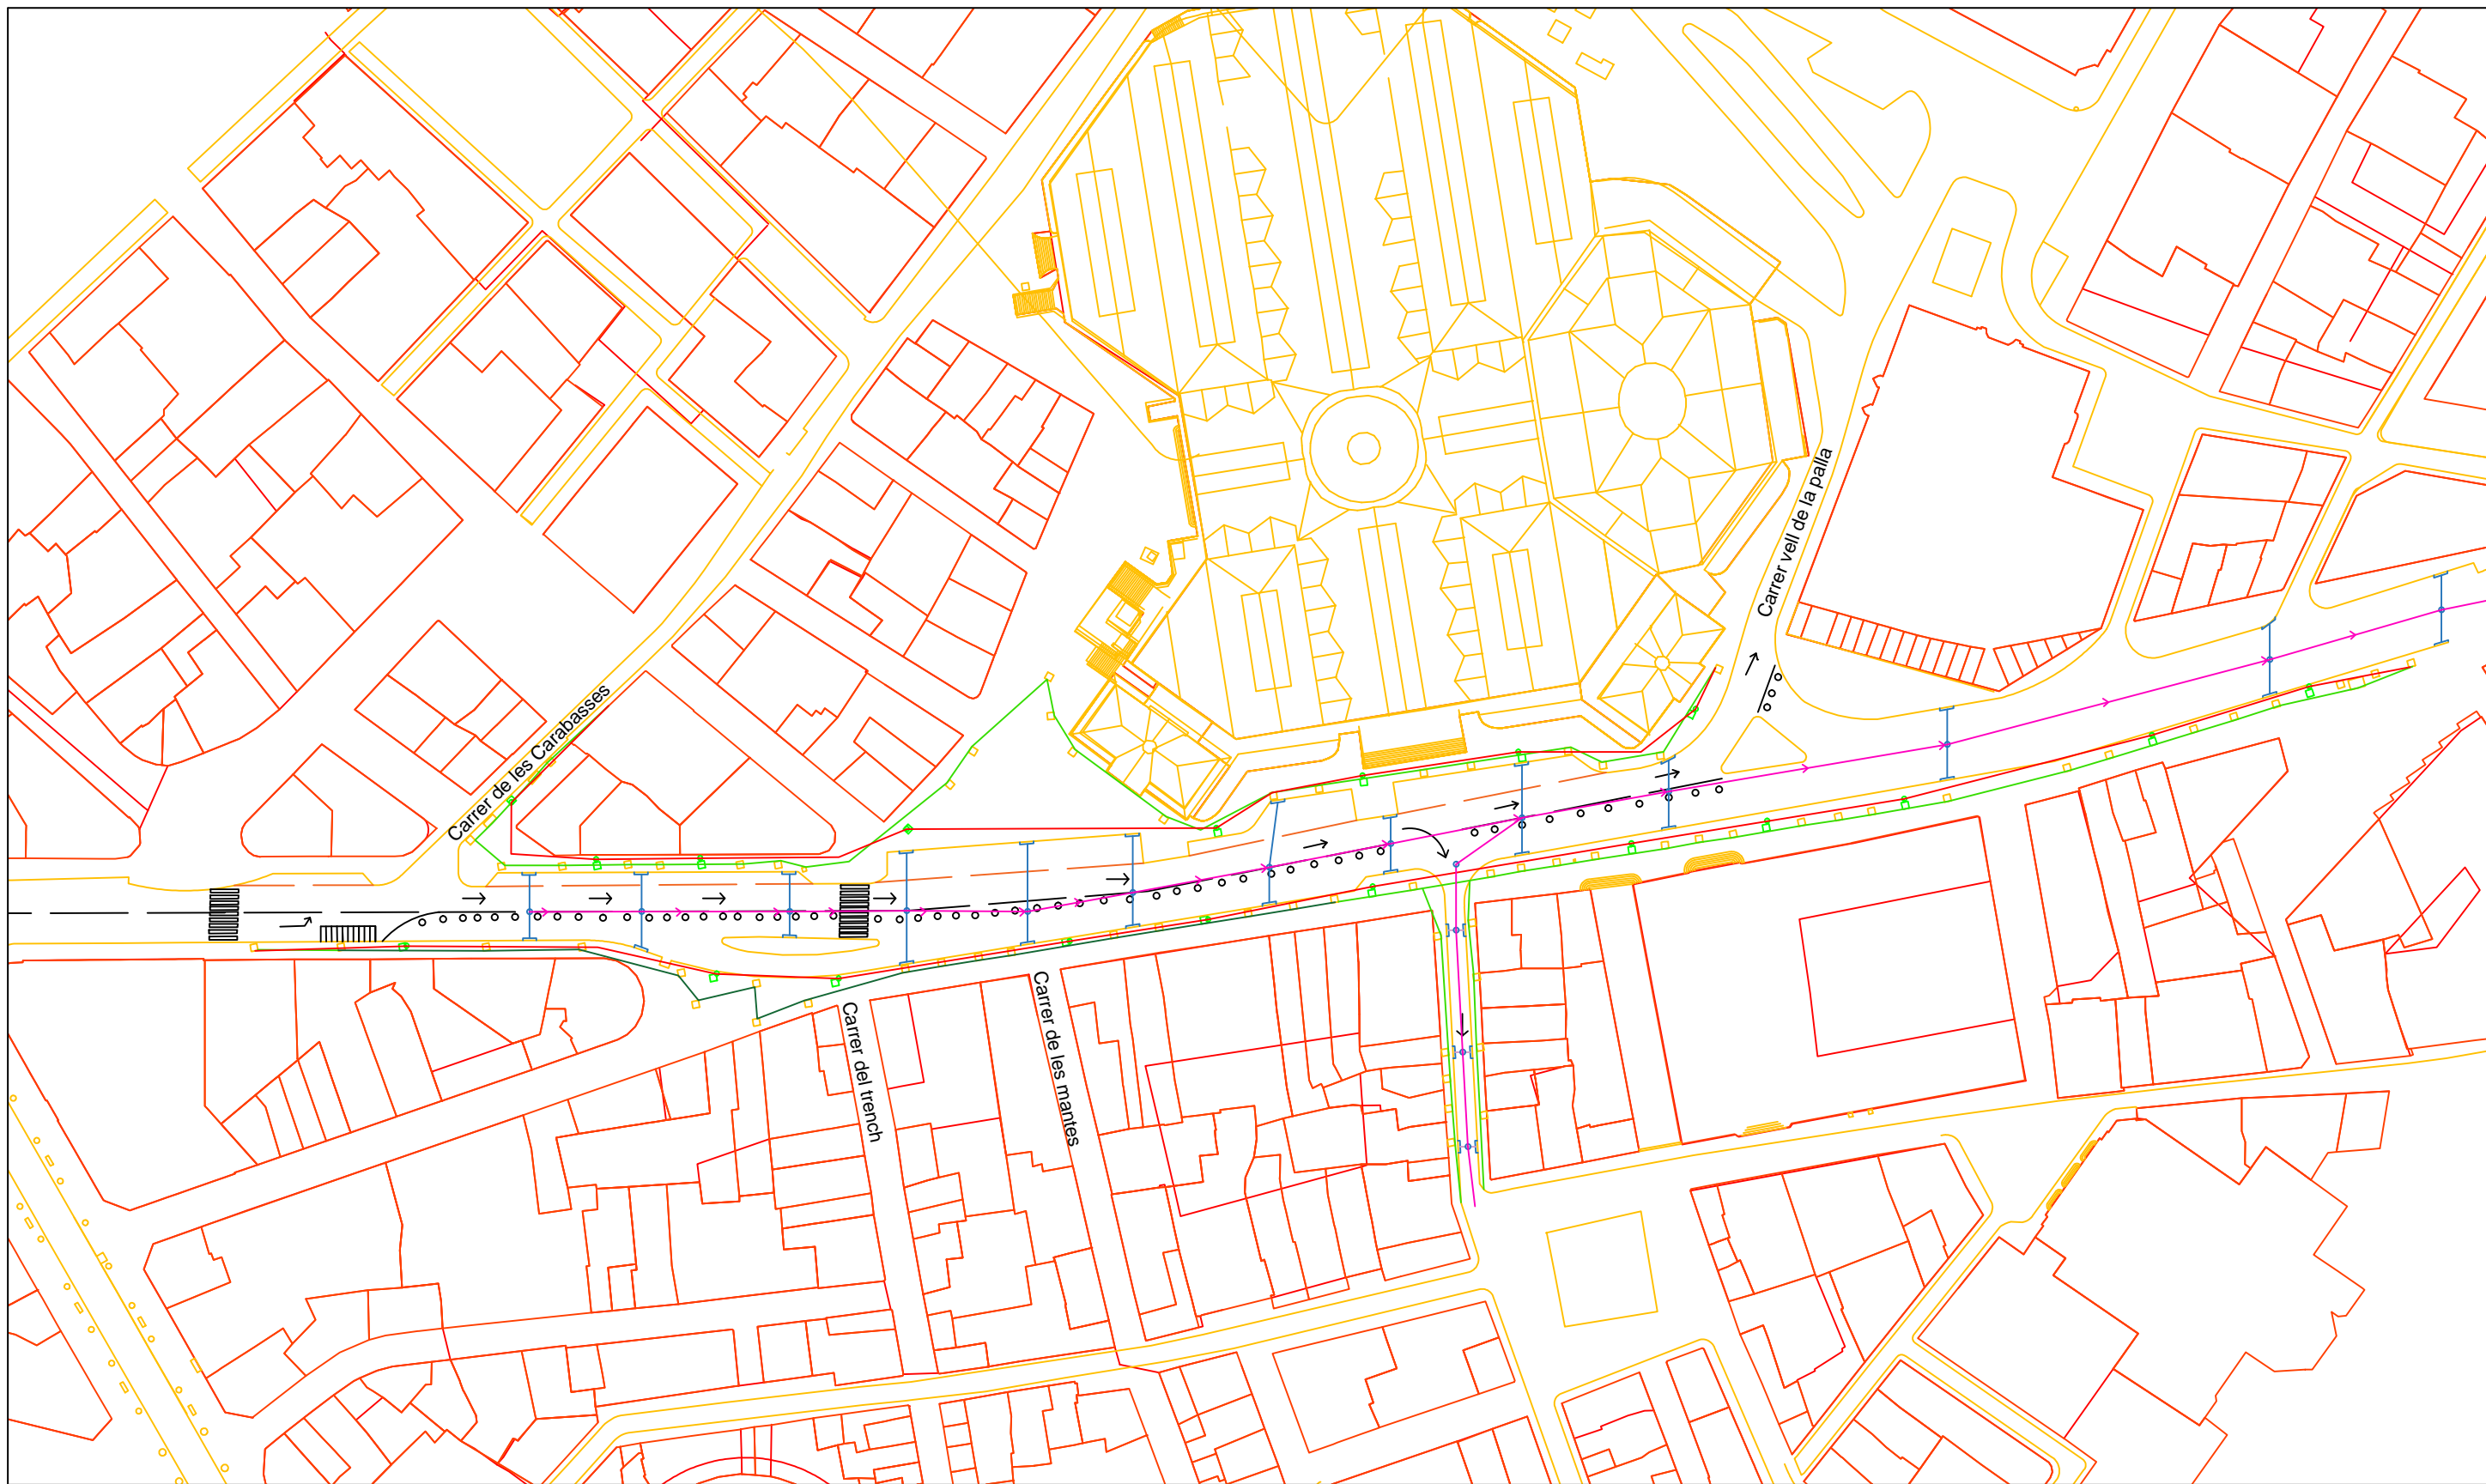 Carrer vell de la palla
Carrer de les Carabasses
Carrer del trench
Carrer de les mantes